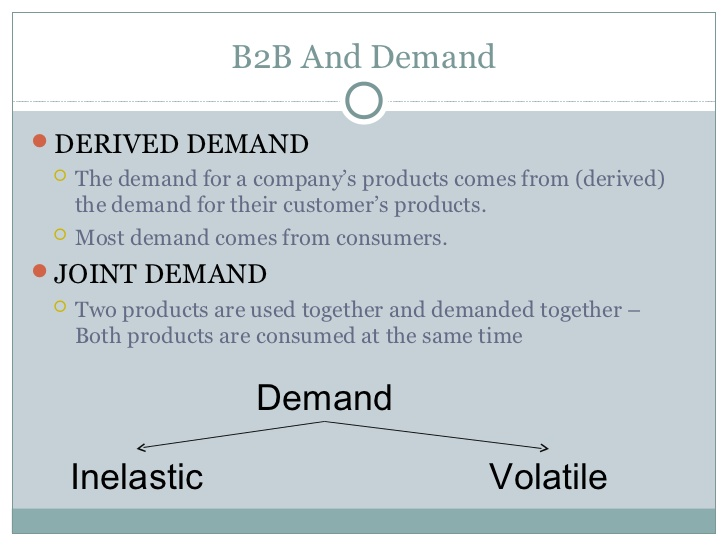 B2B And Demand
DERIVED DEMAND
The demand for a company’s products comes from (derived)
the demand for their customer’s products.
Most demand comes from consumers.
JOINT DEMAND
Two products are used together and demanded together –
Both products are consumed at the same time
Demand
Inelastic
Volatile